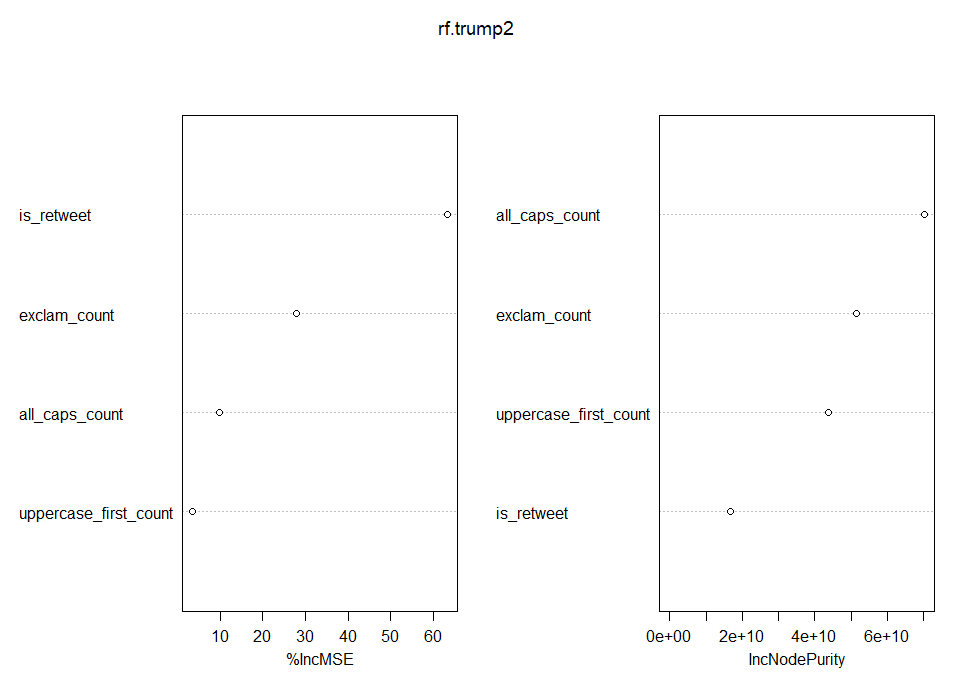 rf.trump2
is_retweet
exclam_count
all_caps_count
uppercase_first_count
10 20 30 40 50 60
%IncMSE
all_caps_count
exclam_count
uppercase_first_count
is_retweet
0e+00 2e+10 4e+10 6e+10
IncNodePurity